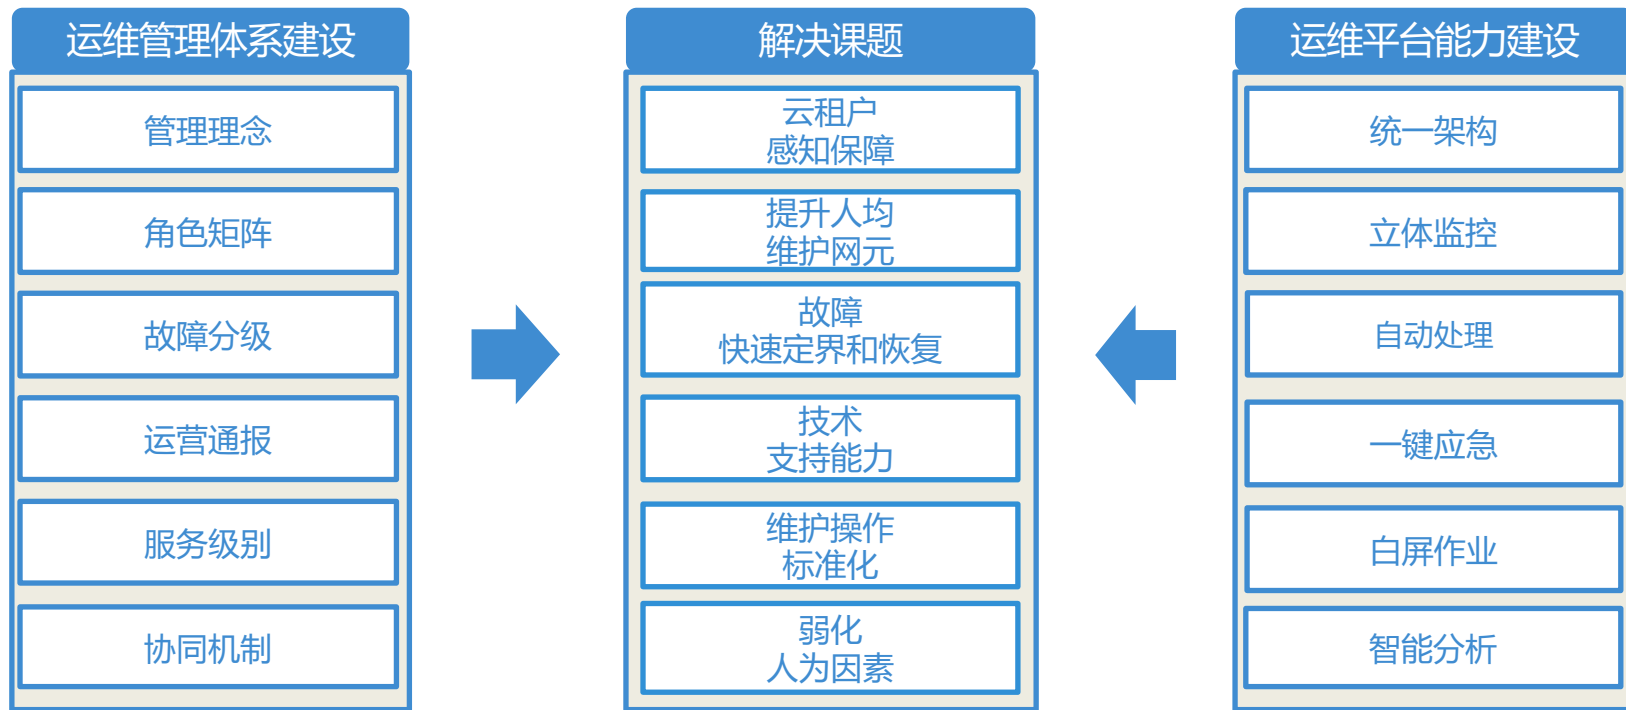 运维管理体系建设
管理理念
角色矩阵
故障分级
运营通报
服务级别
协同机制
解决课题
云租户
感知保障
提升人均
维护网元
故障
快速定界和恢复
技术
支持能力
维护操作
标准化
弱化
人为因素
运维平台能力建设
统一架构
立体监控
自动处理
一键应急
白屏作业
智能分析